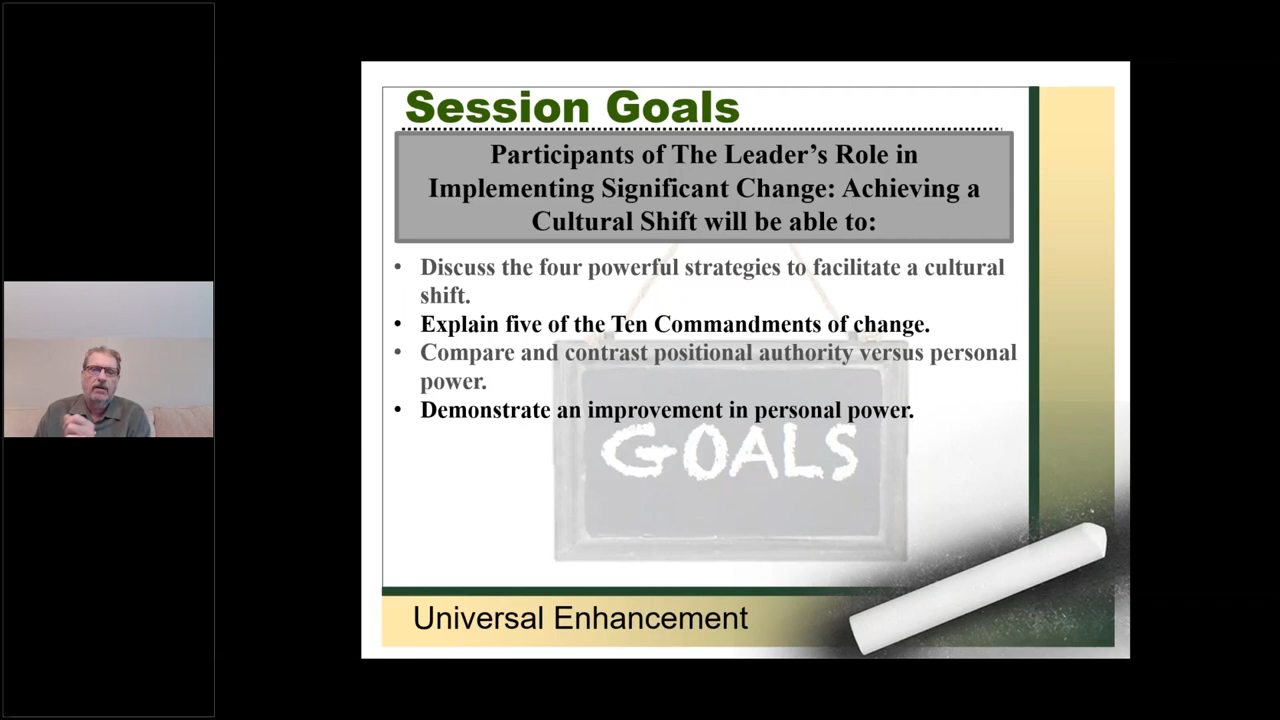 Session Goals
Participants of The Leader’s Role in
Implementing Significant Change: Achieving a
Cultural Shift will be able to:
• Discuss the four powerful strategies to facilitate a cultural
shift.
• Explain five of the Ten Commandments of change.
• Compare and contrast positional authority versus personal
power.
• Demonstrate an improvement in personal power.
GOALS
Universal Enhancement